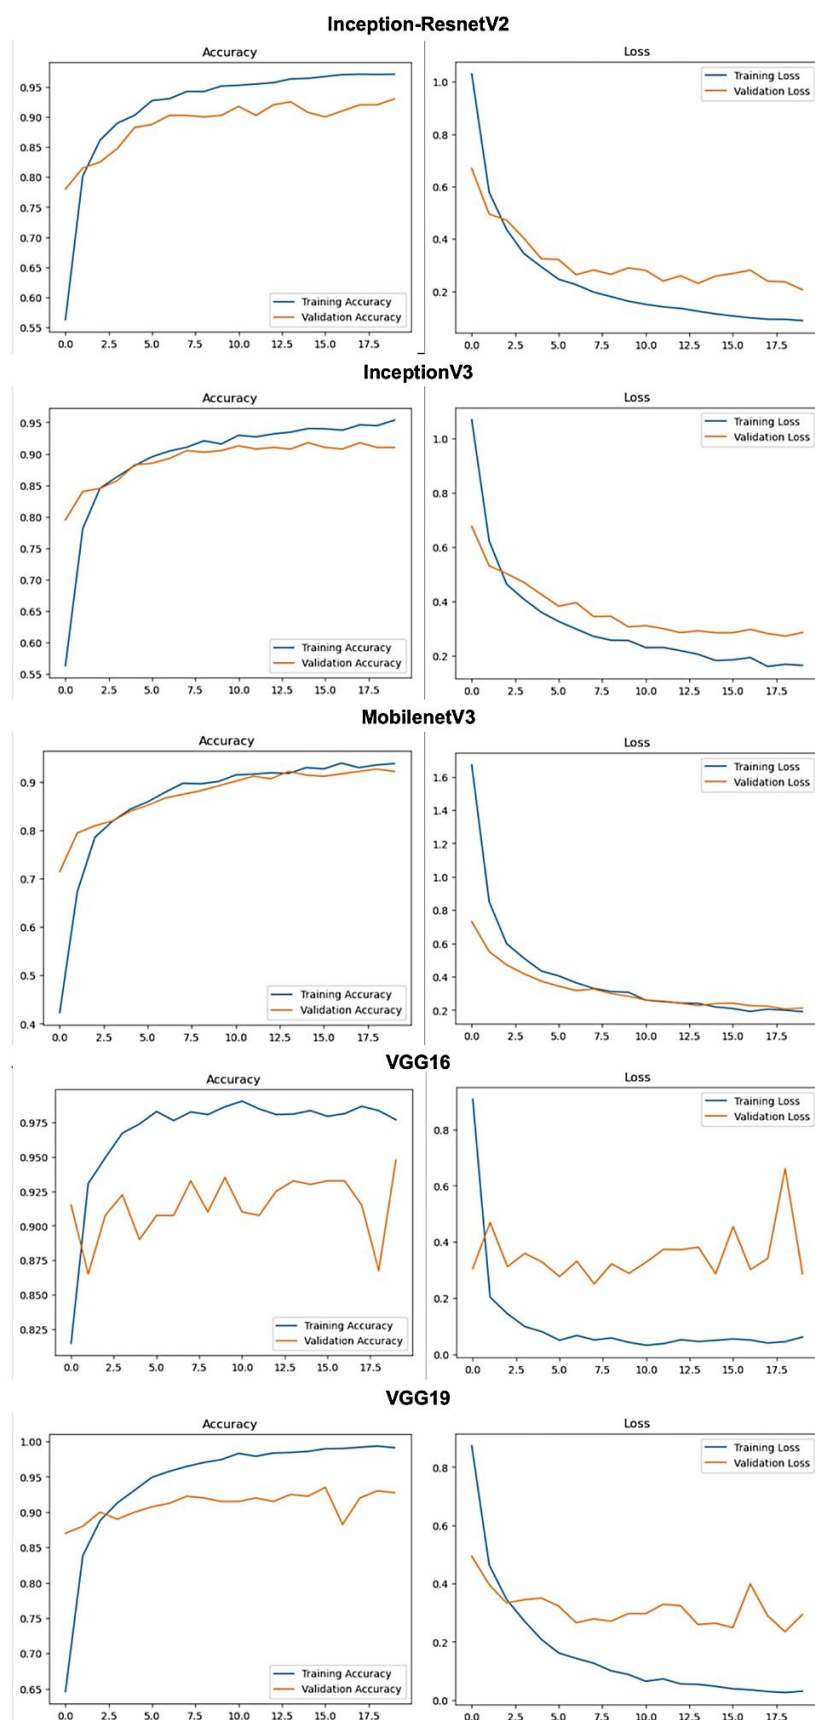 Inception-ResnetV2
Accuracy
0.95
0.90
0.85
0.80
0.75
0.70
0.65
0.60
0.55
Training Accuracy
Validation Accuracy
0.0 2.5 5.0 7.5 10.0 12.5 15.0 17.5
Loss
1.0
0.8
0.6
0.4
0.2
Training Loss
Validation Loss
0.0 2.5 5.0 7.5 10.0 12.5 15.0 17.5
InceptionV3
Accuracy
0.95
0.90
0.85
0.80
0.75
0.70
0.65
0.60
0.55
Training Accuracy
Validation Accuracy
0.0 2.5 5.0 7.5 10.0 12.5 15.0 17.5
Loss
1.0
0.8
0.6
0.4
0.2
Training Loss
Validation Loss
0.0 2.5 5.0 7.5 10.0 12.5 15.0 17.5
MobilenetV3
Accuracy
0.9
0.8
0.7
0.6
0.5
0.4
Training Accuracy
Validation Accuracy
0.0 2.5 5.0 7.5 10.0 12.5 15.0 17.5
Loss
1.6
1.4
1.2
1.0
0.8
0.6
0.4
0.2
Training Loss
Validation Loss
0.0 2.5 5.0 7.5 10.0 12.5 15.0 17.5
VGG16
Accuracy
0.975
0.950
0.925
0.900
0.875
0.850
0.825
Training Accuracy
Validation Accuracy
0.0 2.5 5.0 7.5 10.0 12.5 15.0 17.5
Loss
0.8
0.6
0.4
0.2
0.0
Training Loss
Validation Loss
0.0 2.5 5.0 7.5 10.0 12.5 15.0 17.5
VGG19
Accuracy
1.00
0.95
0.90
0.85
0.80
0.75
0.70
0.65
Training Accuracy
Validation Accuracy
0.0 2.5 5.0 7.5 10.0 12.5 15.0 17.5
Loss
0.8
0.6
0.4
0.2
0.0
Training Loss
Validation Loss
0.0 2.5 5.0 7.5 10.0 12.5 15.0 17.5